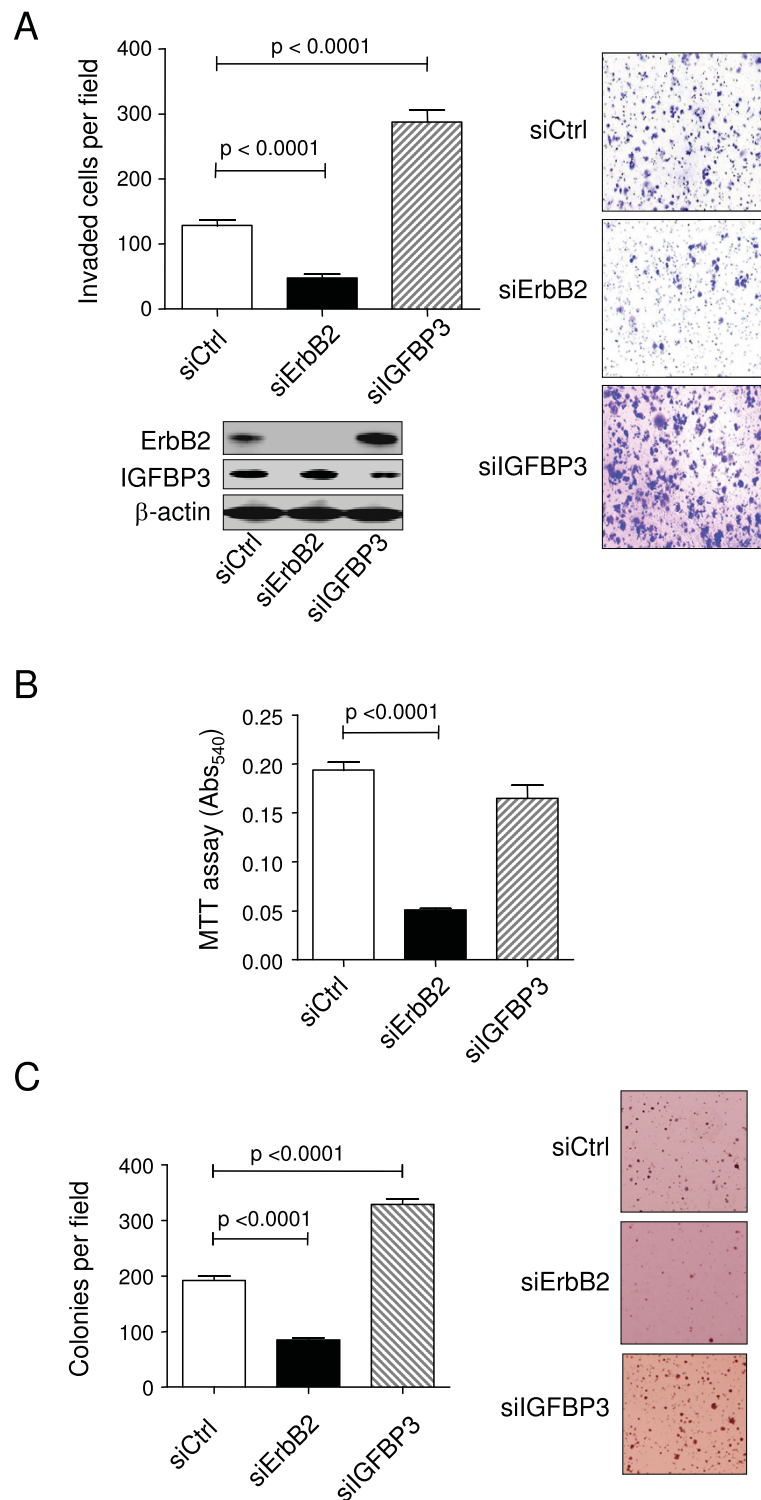 A
Invaded cells per field
400
300
200
100
0
p < 0.0001
p < 0.0001
siCtrl
siErbB2
siIGFBP3
siCtrl
siErbB2
siIGFBP3
ErbB2
IGFBP3
β-actin
siCtrl
siErbB2
siIGFBP3
B
MTT assay (Abs540)
0.25
0.20
0.15
0.10
0.05
0.00
p <0.0001
siCtrl
siErbB2
siIGFBP3
C
Colonies per field
400
300
200
100
0
p <0.0001
p <0.0001
siCtrl
siErbB2
siIGFBP3
siCtrl
siErbB2
siIGFBP3